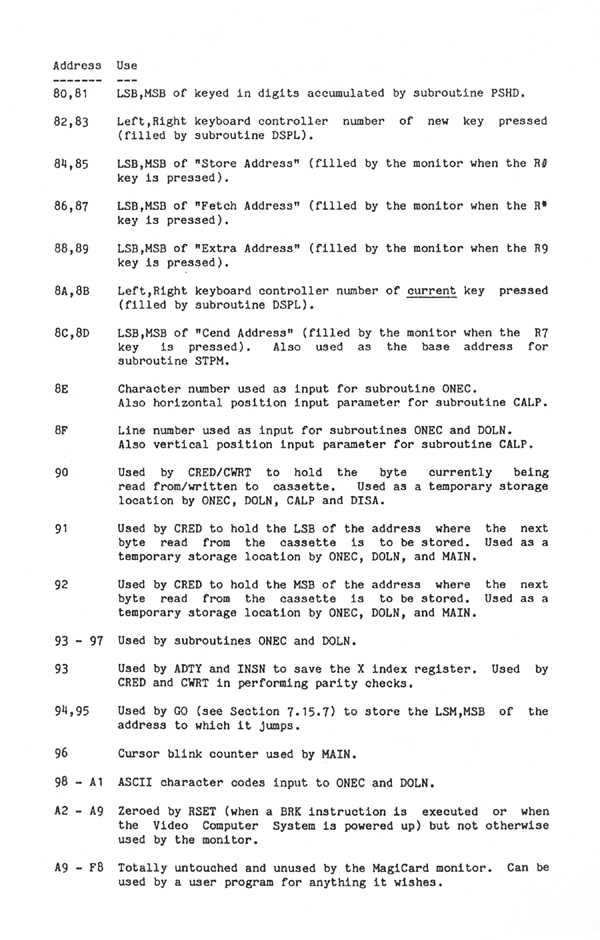 Address Use
------- ---
80,81 LSB,MSB of keyed in digits accumulated by subroutine PSHD.
82,83 Left,Right keyboard controller number of new key pressed
(filled by subroutine DSPL).
84,85 LSB,MSB of "Store Address" (filled by the monitor when the R0
key is pressed).
86,87 LSB,MSB of "Fetch Address" (filled by the monitor when the R*
key is pressed).
88,89 LSB,MSB of "Extra Address" (filled by the monitor when the R9
key is pressed).
8A,8B Left,Right keyboard controller number of current key pressed
(filled by subroutine DSPL).
8C,8D LSB,MSB of "Cend Address" (filled by the monitor when the R7
key is pressed). Also used as the base address for
subroutine STPM.
8E Character number used as input for subroutine ONEC.
Also horizontal position input parameter for subroutine CALP.
8F Line number used as input for subroutines ONEC and DOLN.
Also vertical position input parameter for subroutine CALP.
90 Used by CRED/CWRT to hold the byte currently being
read from/written to cassette. Used as a temporary storage
location by ONEC, DOLN, CALP and DISA.
91 Used by CRED to hold the LSB of the address where the next
byte read from the cassette is to be stored. Used as a
temporary storage location by ONEC, DOLN, and MAIN.
92 Used by CRED to hold the MSB of the address where the next
byte read from the cassette is to be stored. Used as a
temporary storage location by ONEC, DOLN, and MAIN.
93 - 97 Used by subroutines ONEC and DOLN.
93 Used by ADTY and INSN to save the X index register. Used by
CRED and CWRT in performing parity checks.
94,95 Used by GO (see Section 7.15.7) to store the LSM,MSB of the
address to which it jumps.
96 Cursor blink counter used by MAIN.
98 - A1 ASCII character codes input to ONEC and DOLN.
A2 - A9 Zeroed by RSET (when a BRK instruction is executed or when
the Video Computer System is powered up) but not otherwise
used by the monitor.
A9 - FB Totally untouched and unused by the MagiCard monitor. Can be
used by a user program for anything it wishes.